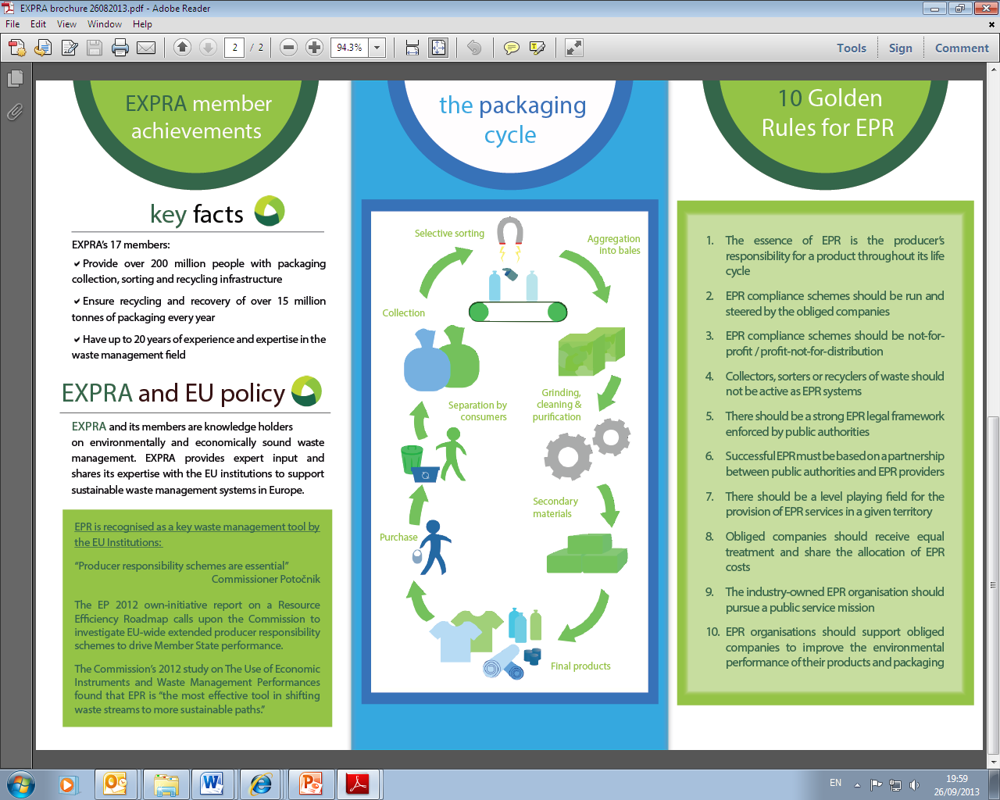 EXPRA brochure 26082013.pdf - Adobe Reader
File Edit View Window Help
2 / 2 94.3% Tools Sign Comment
EXPRA member
achievements
key facts
EXPRA's 17 members:
✓Provide over 200 million people with packaging
collection, sorting and recycling infrastructure
✓Ensure recycling and recovery of over 15 million
tonnes of packaging every year
✓Have up to 20 years of experience and expertise in the
waste management field
EXPRA and EU policy
EXPRA and its members are knowledge holders
on environmentally and economically sound waste
management. EXPRA provides expert input and
shares its expertise with the EU institutions to support
sustainable waste management systems in Europe.
EPR is recognised as a key waste management tool by
the EU Institutions:
“Producer responsibility schemes are essential”
Commissioner Potočnik
The EP 2012 own-initiative report on a Resource
Efficiency Roadmap calls upon the Commission to
investigate EU-wide extended producer responsibility
schemes to drive Member State performance.
The Commission's 2012 study on The Use of Economic
Instruments and Waste Management Performances
found that EPR is “the most effective tool in shifting
waste streams to more sustainable paths.”
the packaging
cycle
Selective sorting
Aggregation
into bales
Collection
Grinding,
cleaning &
purification
Separation by
consumers
Secondary
materials
Purchase
Final products
10 Golden
Rules for EPR
1. The essence of EPR is the producer's
responsibility for a product throughout its life
cycle
2. EPR compliance schemes should be run and
steered by the obliged companies
3. EPR compliance schemes should be not-for-
profit / profit-not-for-distribution
4. Collectors, sorters or recyclers of waste should
not be active as EPR systems
5. There should be a strong EPR legal framework
enforced by public authorities
6. Successful EPR must be based on a partnership
between public authorities and EPR providers
7. There should be a level playing field for the
provision of EPR services in a given territory
8. Obliged companies should receive equal
treatment and share the allocation of EPR
costs
9. The industry-owned EPR organisation should
pursue a public service mission
10. EPR organisations should support obliged
companies to improve the environmental
performance of their products and packaging
EN 19:59
26/09/2013